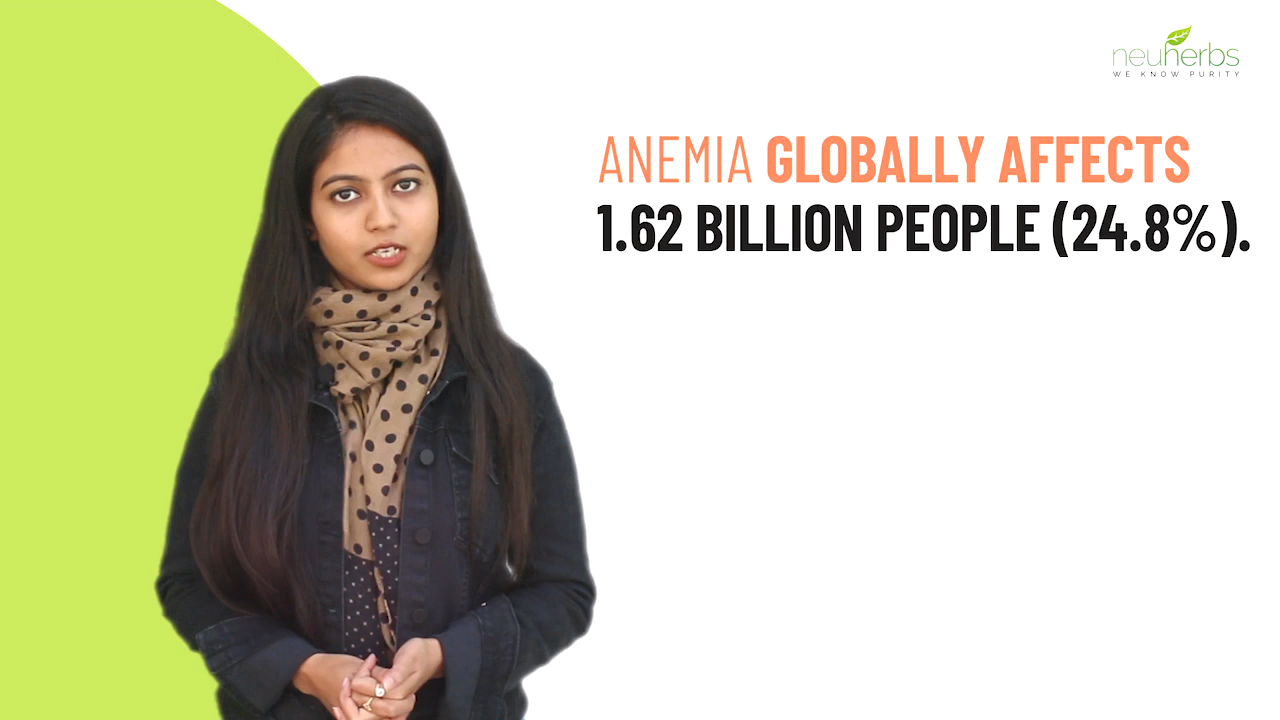 neuherbs
WE KNOW PURITY
ANEMIA GLOBALLY AFFECTS
1.62 BILLION PEOPLE (24.8%).